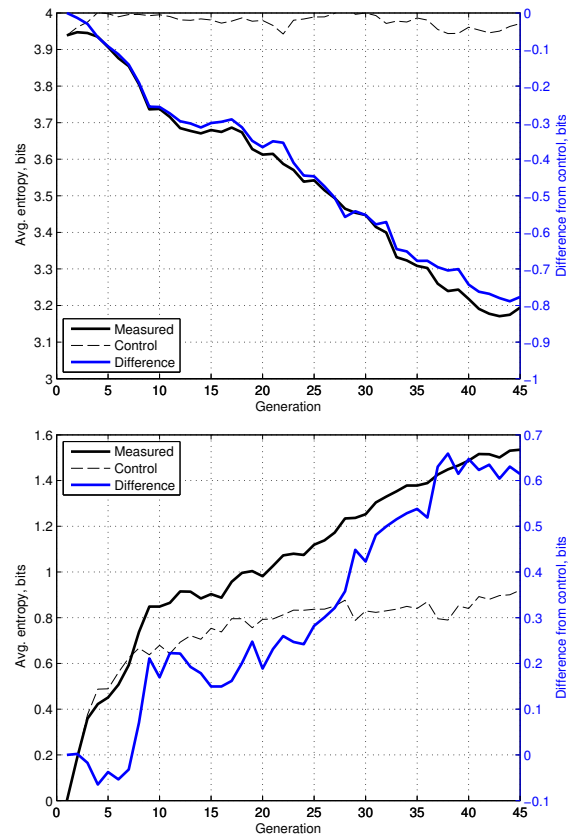 4
3.9
3.8
3.7
3.6
3.5
3.4
3.3
3.2
3.1
3
Avg. entropy, bits
0
−0.1
−0.2
−0.3
−0.4
−0.5
−0.6
−0.7
−0.8
−0.9
−1
Difference from control, bits
Measured
Control
Difference
0 5 10 15 20 25 30 35 40 45
Generation
1.6
1.4
1.2
1
0.8
0.6
0.4
0.2
0
Avg. entropy, bits
0.7
0.6
0.5
0.4
0.3
0.2
0.1
0
−0.1
Difference from control, bits
Measured
Control
Difference
0 5 10 15 20 25 30 35 40 45
Generation